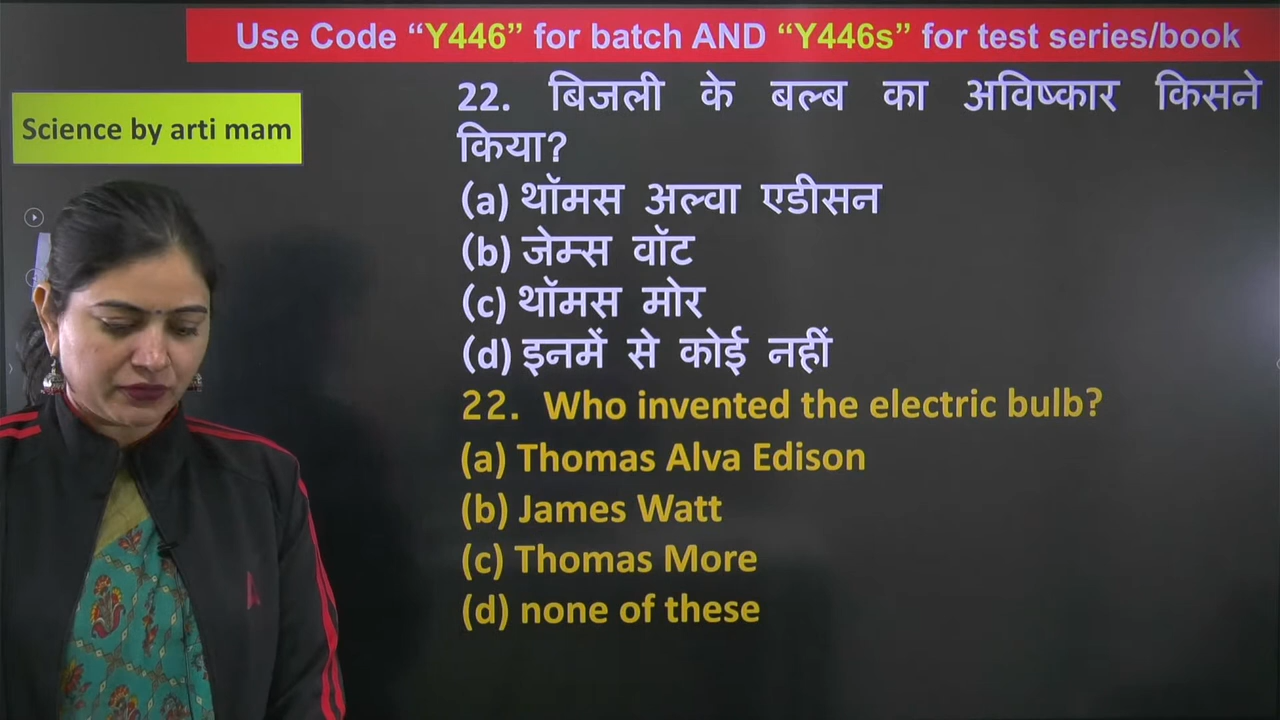 Use Code “Y446” for batch AND “Y446s” for test series/book
Science by arti mam
22. बिजली के बल्ब का अविष्कार किसने
किया?
(a) थॉमस अल्वा एडीसन
(b) जेम्स वॉट
(c) थॉमस मोर
(d) इनमें से कोई नहीं
22. Who invented the electric bulb?
(a) Thomas Alva Edison
(b) James Watt
(c) Thomas More
(d) none of these